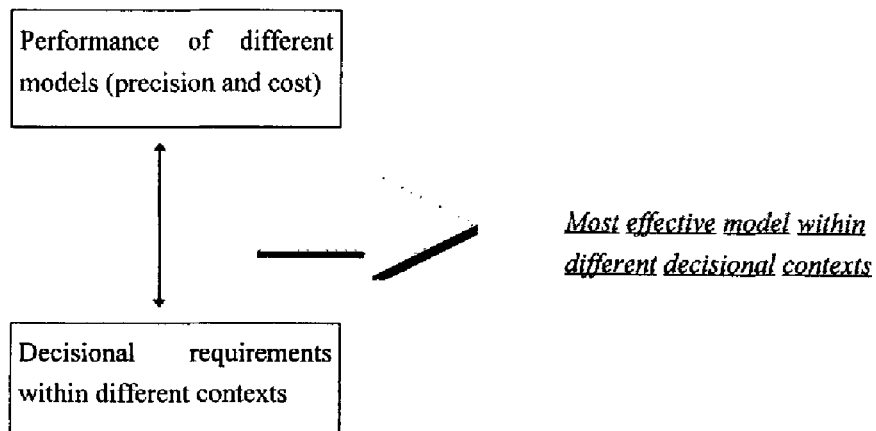 Performance of different
models (precision and cost)
Most effective model within
different decisional contexts
Decisional requirements
within different contexts